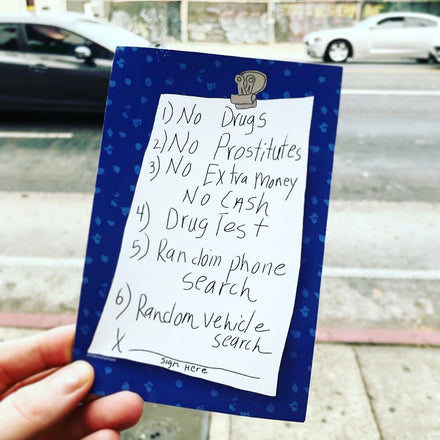 1) No Drugs
2) No Prostitutes
3) No Extra Money
No Cash
4) Drug Test
5) Random phone
search
6) Random vehicle
search
X
Sign Here